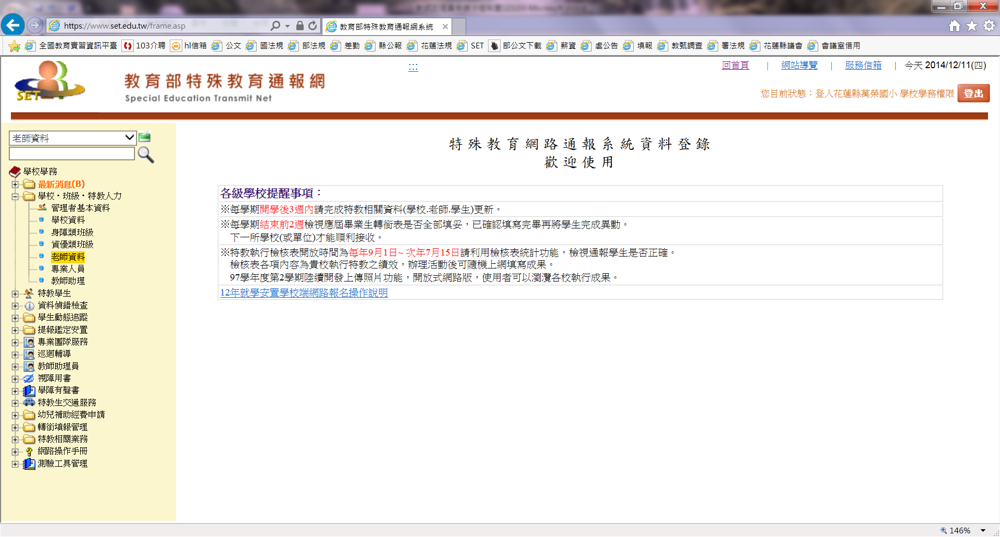 https://www.set.edu.tw/frame.asp
教育部特殊教育通報網系統
全國教育實習資訊平臺 103介聘 hl信箱 公文 國法規 部法規 差勤 縣公報 花蓮法規 SET 部公文下載 薪資 處公告 填報 教甄調查 署法規 花蓮縣議會 會議室借用
:::
回首頁 | 網站導覽 | 服務信箱 | 今天 2014/12/11(四)
SET
教育部特殊教育通報網
Special Education Transmit Net
您目前狀態：登入花蓮縣萬榮國小 學校學務權限 登出
老師資料
學校學務
最新消息(B)
學校‧班級‧特教人力
管理者基本資料
學校資料
身障類班級
資優類班級
老師資料
專業人員
教師助理
特教學生
資料偵錯檢查
學生動態追蹤
提報鑑定安置
專業團隊服務
巡迴輔導
教師助理員
視障用書
學障有聲書
特教生交通服務
幼兒補助經費申請
轉銜填報管理
特教相關業務
網路操作手冊
測驗工具管理
特殊教育網路通報系統資料登錄
歡迎使用
各級學校提醒事項：
※每學期開學後3週內請完成特教相關資料(學校.老師.學生)更新。
※每學期結束前2週檢視應屆畢業生轉銜表是否全部填妥，已確認填寫完畢再將學生完成異動。
下一所學校(或單位)才能順利接收。
※特教執行檢核表開放時間為每年9月1日~ 次年7月15日請利用檢核表統計功能，檢視通報學生是否正確。
檢核表各項內容為貴校執行特教之績效，辦理活動後可隨機上網填寫成果。
97學年度第2學期陸續開發上傳照片功能，開放式網路版，使用者可以瀏灠各校執行成果。
12年就學安置學校端網路報名操作說明
146%